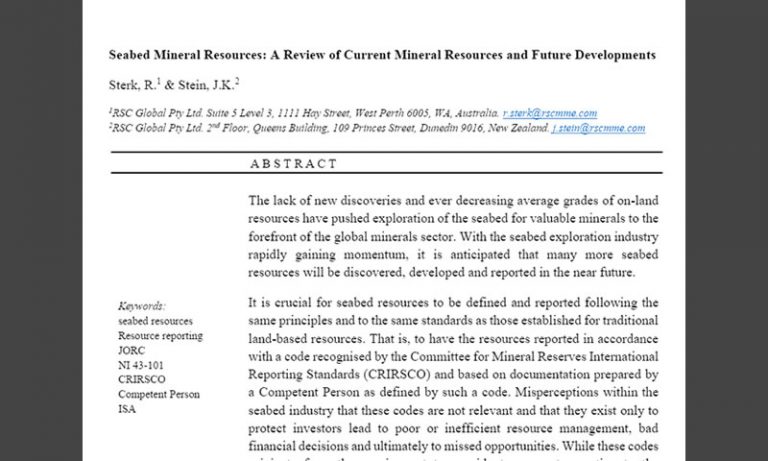 Seabed Mineral Resources: A Review of Current Mineral Resources and Future Developments
Sterk, R.¹ & Stein, J.K.²
¹RSC Global Pty Ltd. Suite 5 Level 3, 1111 Hay Street, West Perth 6005, WA, Australia. r.sterk@rscmme.com
²RSC Global Pty Ltd. 2nd Floor, Queens Building, 109 Princes Street, Dunedin 9016, New Zealand. j.stein@rscmme.com
ABSTRACT
The lack of new discoveries and ever decreasing average grades of on-land
resources have pushed exploration of the seabed for valuable minerals to the
forefront of the global minerals sector. With the seabed exploration industry
rapidly gaining momentum, it is anticipated that many more seabed
resources will be discovered, developed and reported in the near future.
Keywords:
seabed resources
Resource reporting
JORC
NI 43-101
CRIRSCO
Competent Person
ISA
It is crucial for seabed resources to be defined and reported following the
same principles and to the same standards as those established for traditional
land-based resources. That is, to have the resources reported in accordance
with a code recognised by the Committee for Mineral Reserves International
Reporting Standards (CRIRSCO) and based on documentation prepared by
a Competent Person as defined by such a code. Misperceptions within the
seabed industry that these codes are not relevant and that they exist only to
protect investors lead to poor or inefficient resource management, bad
financial decisions and ultimately to missed opportunities. While these codes